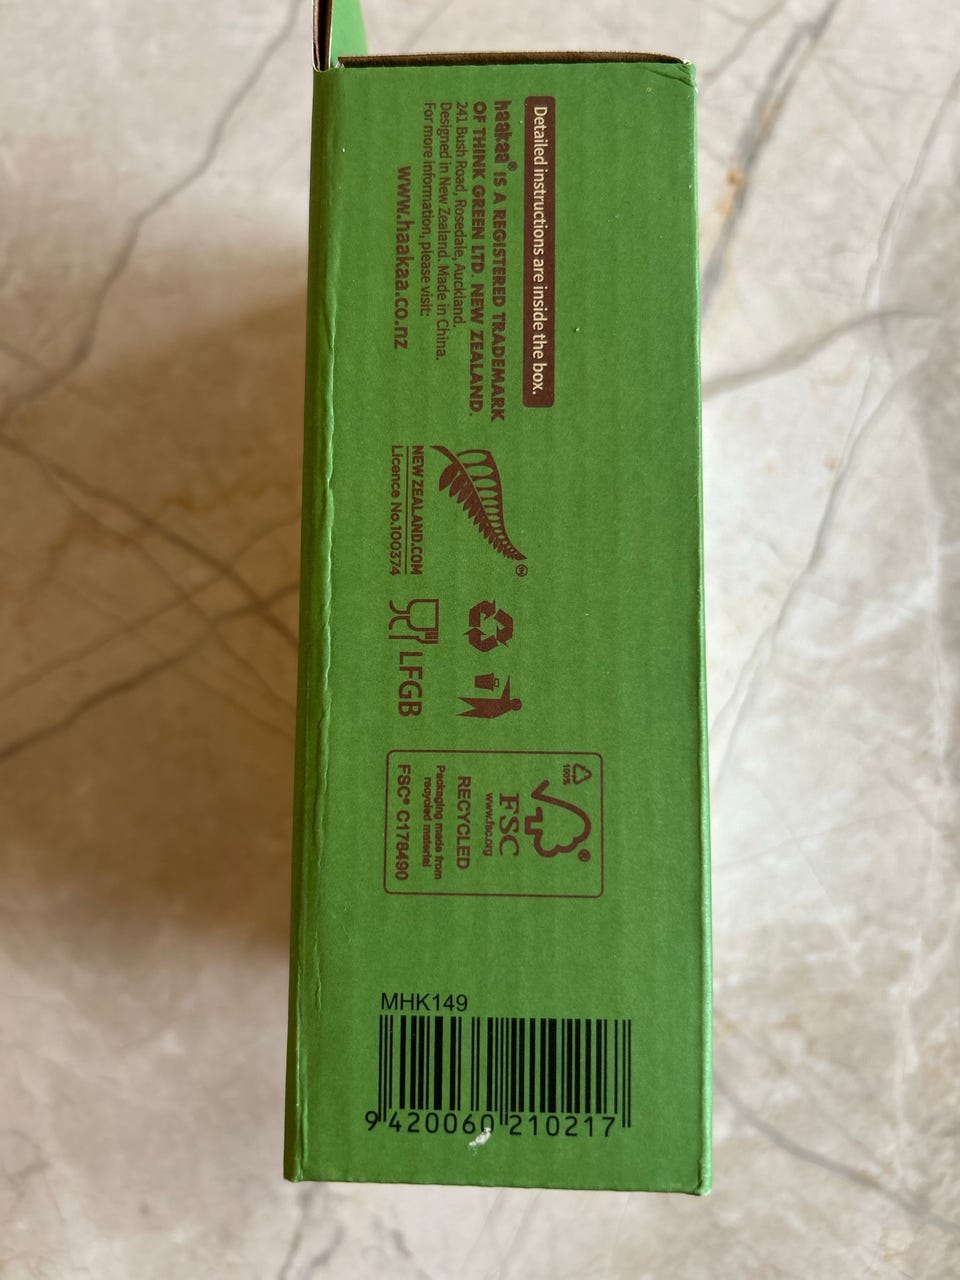 Detailed instructions are inside the box.
haakaa® IS A REGISTERED TRADEMARK
OF THINK GREEN LTD. NEW ZEALAND.
241 Bush Road, Rosedale, Auckland.
Designed in New Zealand. Made in China.
For more information, please visit:
www.haakaa.co.nz
TM
NEWZEALAND.COM
Licence No.100374
LFGB
100%
®
FSC
www.fsc.org
RECYCLED
Packaging made from
recycled material
FSC® C178490
MHK149
9 420060 210217